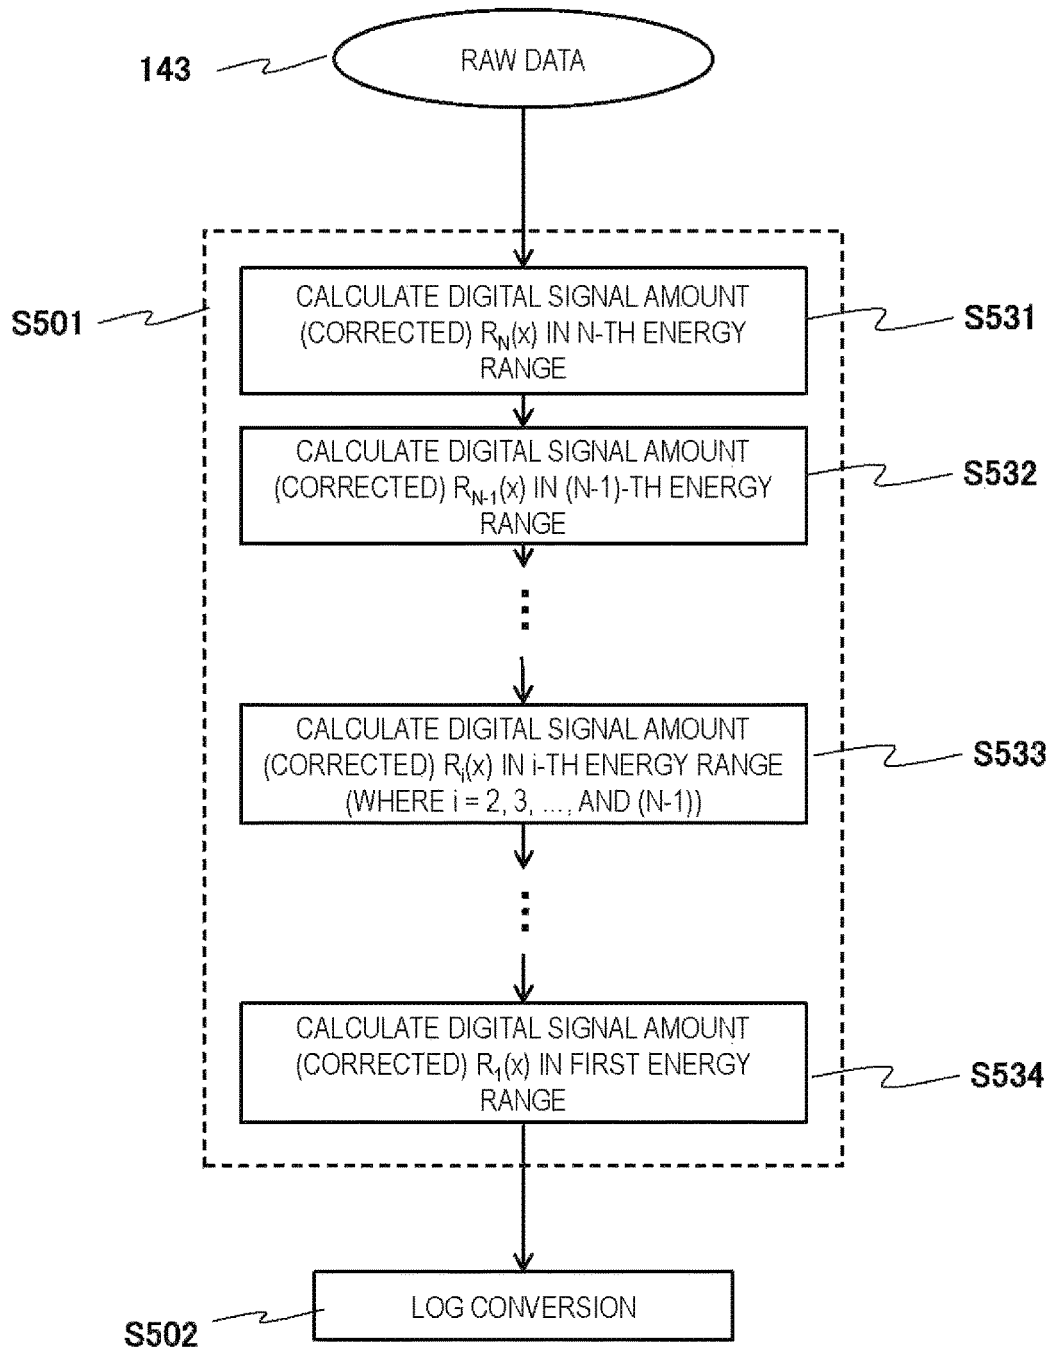 143
RAW DATA
S501
CALCULATE DIGITAL SIGNAL AMOUNT
(CORRECTED) R_N(x) IN N-TH ENERGY
RANGE
S531
CALCULATE DIGITAL SIGNAL AMOUNT
(CORRECTED) R_{N-1}(x) IN (N-1)-TH ENERGY
RANGE
S532
CALCULATE DIGITAL SIGNAL AMOUNT
(CORRECTED) R_i(x) IN i-TH ENERGY RANGE
(WHERE i = 2, 3, ..., AND (N-1))
S533
CALCULATE DIGITAL SIGNAL AMOUNT
(CORRECTED) R_1(x) IN FIRST ENERGY
RANGE
S534
LOG CONVERSION
S502